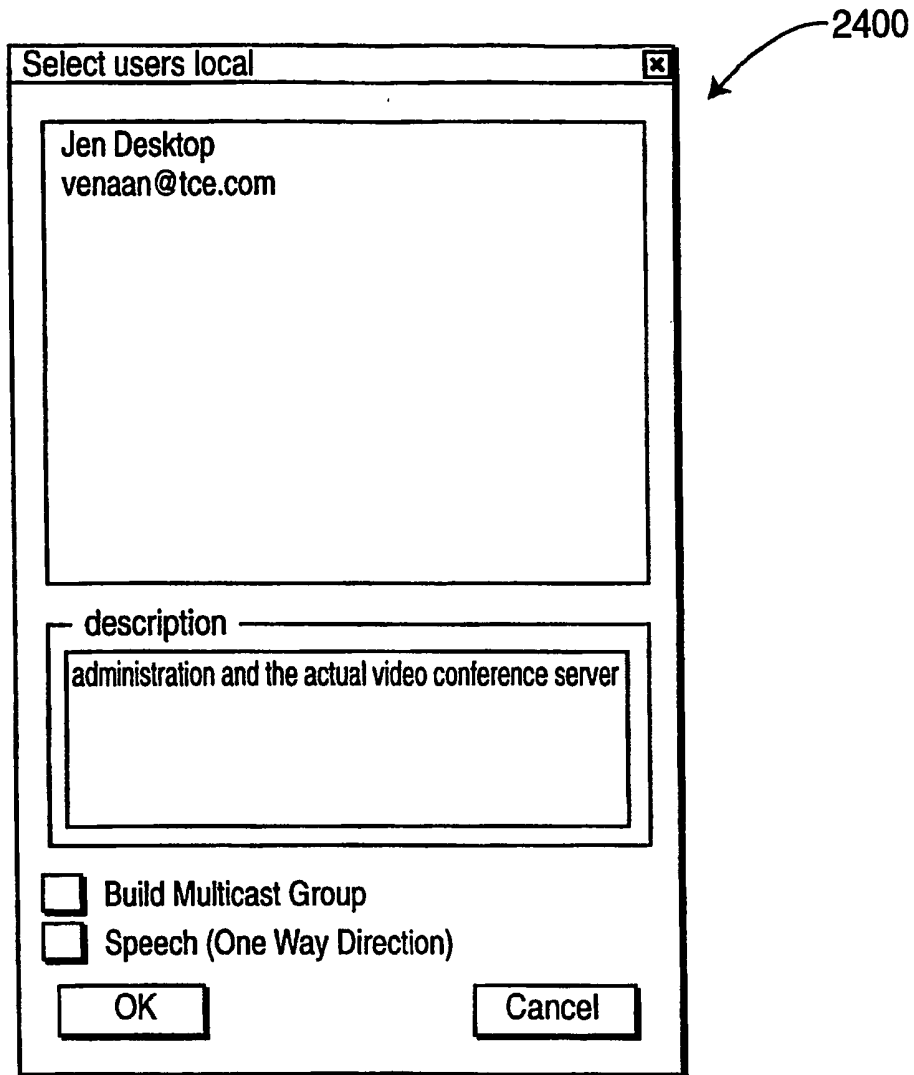 2400
Select users local
Jen Desktop
venaan@tce.com
description
administration and the actual video conference server
Build Multicast Group
Speech (One Way Direction)
OK
Cancel